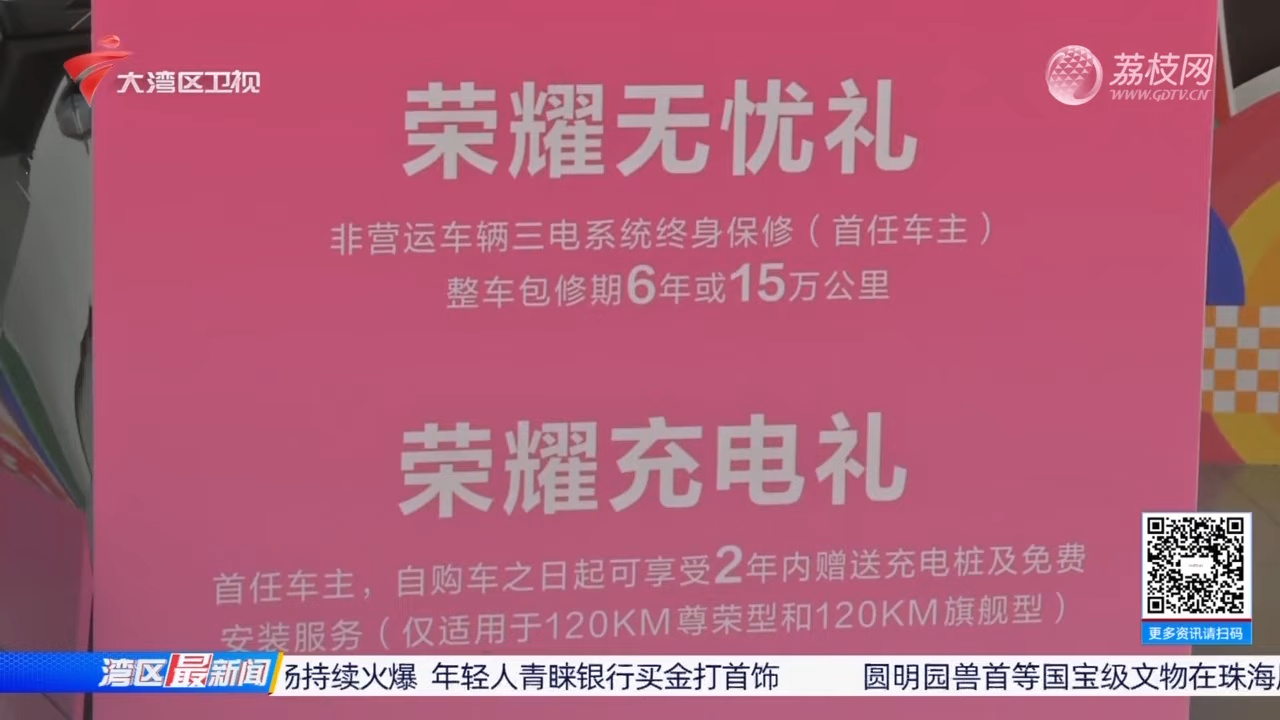 大湾区卫视
荔枝网
WWW.GDTV.CN
荣耀无忧礼
非营运车辆三电系统终身保修（首任车主）
整车包修期6年或15万公里
荣耀充电礼
首任车主，自购车之日起可享受2年内赠送充电桩及免费
安装服务（仅适用于120KM尊荣型和120KM旗舰型）
更多资讯请扫码
湾区最新闻
场持续火爆 年轻人青睐银行买金打首饰 圆明园兽首等国宝级文物在珠海